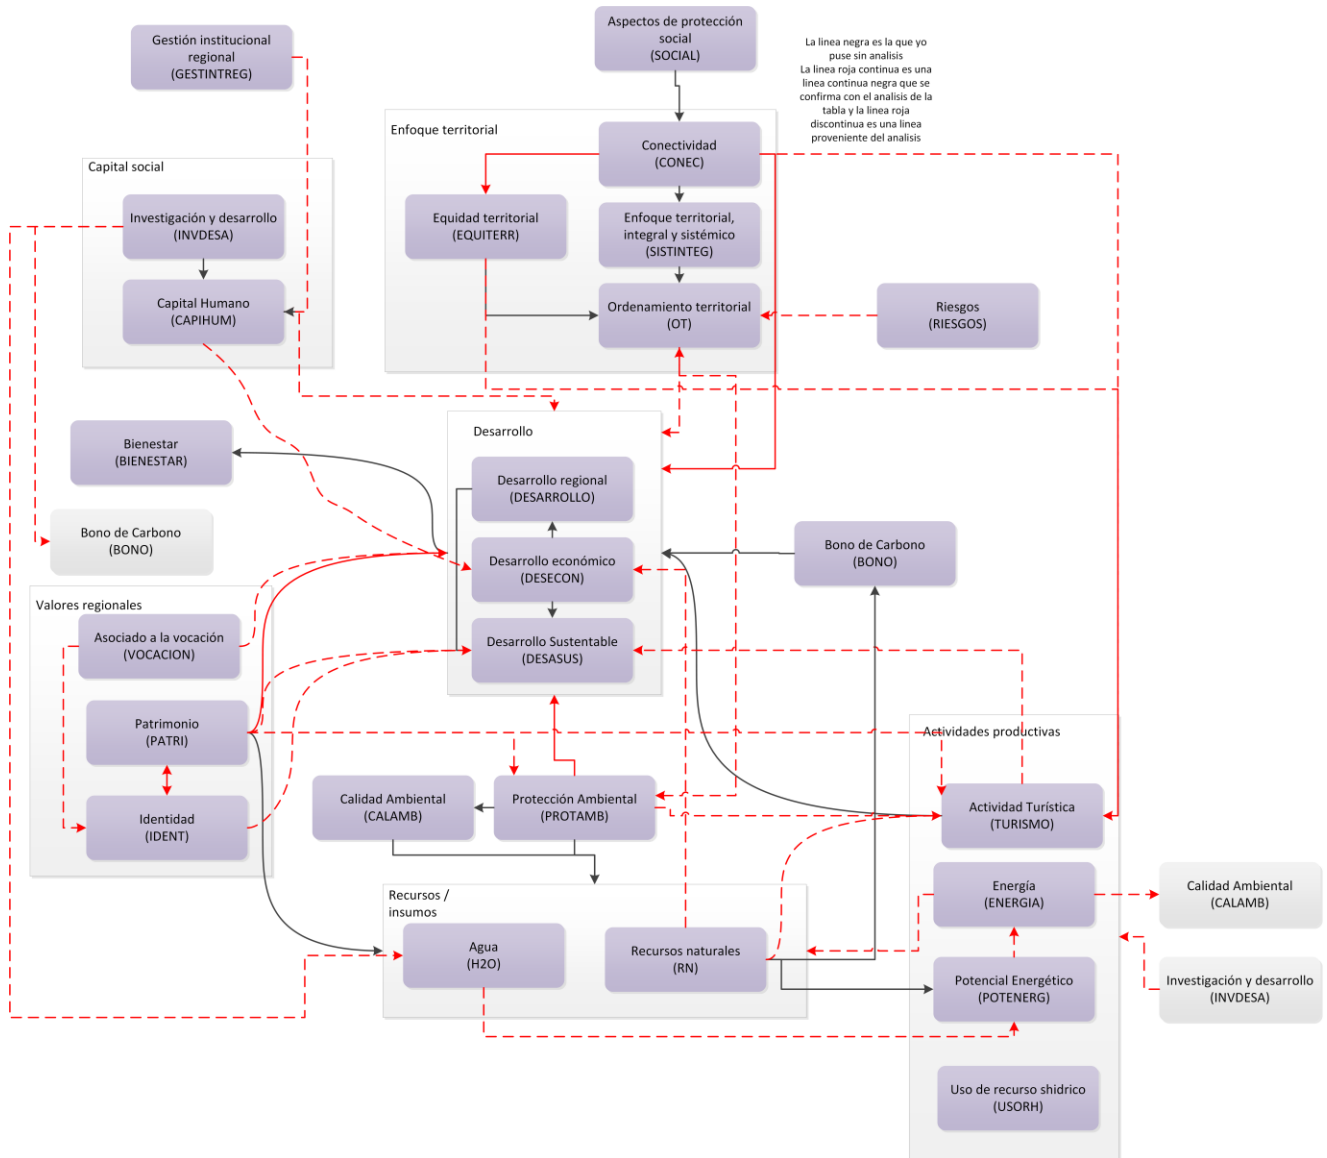 Aspectos de protección
social
(SOCIAL)
Gestión institucional
regional
(GESTINTREG)
La linea negra es la que yo
puse sin analisis
La linea roja continua es una
linea continua negra que se
confirma con el analisis de la
tabla y la linea roja
discontinua es una linea
proveniente del analisis
Enfoque territorial
Conectividad
(CONEC)
Capital social
Investigación y desarrollo
(INVDESA)
Equidad territorial
(EQUITERR)
Enfoque territorial,
integral y sistémico
(SISTINTEG)
Capital Humano
(CAPIHUM)
Ordenamiento territorial
(OT)
Riesgos
(RIESGOS)
Desarrollo
Bienestar
(BIENESTAR)
Desarrollo regional
(DESARROLLO)
Bono de Carbono
(BONO)
Desarrollo económico
(DESECON)
Bono de Carbono
(BONO)
Valores regionales
Asociado a la vocación
(VOCACION)
Desarrollo Sustentable
(DESASUS)
Patrimonio
(PATRI)
Actividades productivas
Identidad
(IDENT)
Calidad Ambiental
(CALAMB)
Protección Ambiental
(PROTAMB)
Actividad Turística
(TURISMO)
Recursos /
insumos
Energía
(ENERGIA)
Calidad Ambiental
(CALAMB)
Agua
(H2O)
Recursos naturales
(RN)
Potencial Energético
(POTENERG)
Investigación y desarrollo
(INVDESA)
Uso de recurso shidrico
(USORH)